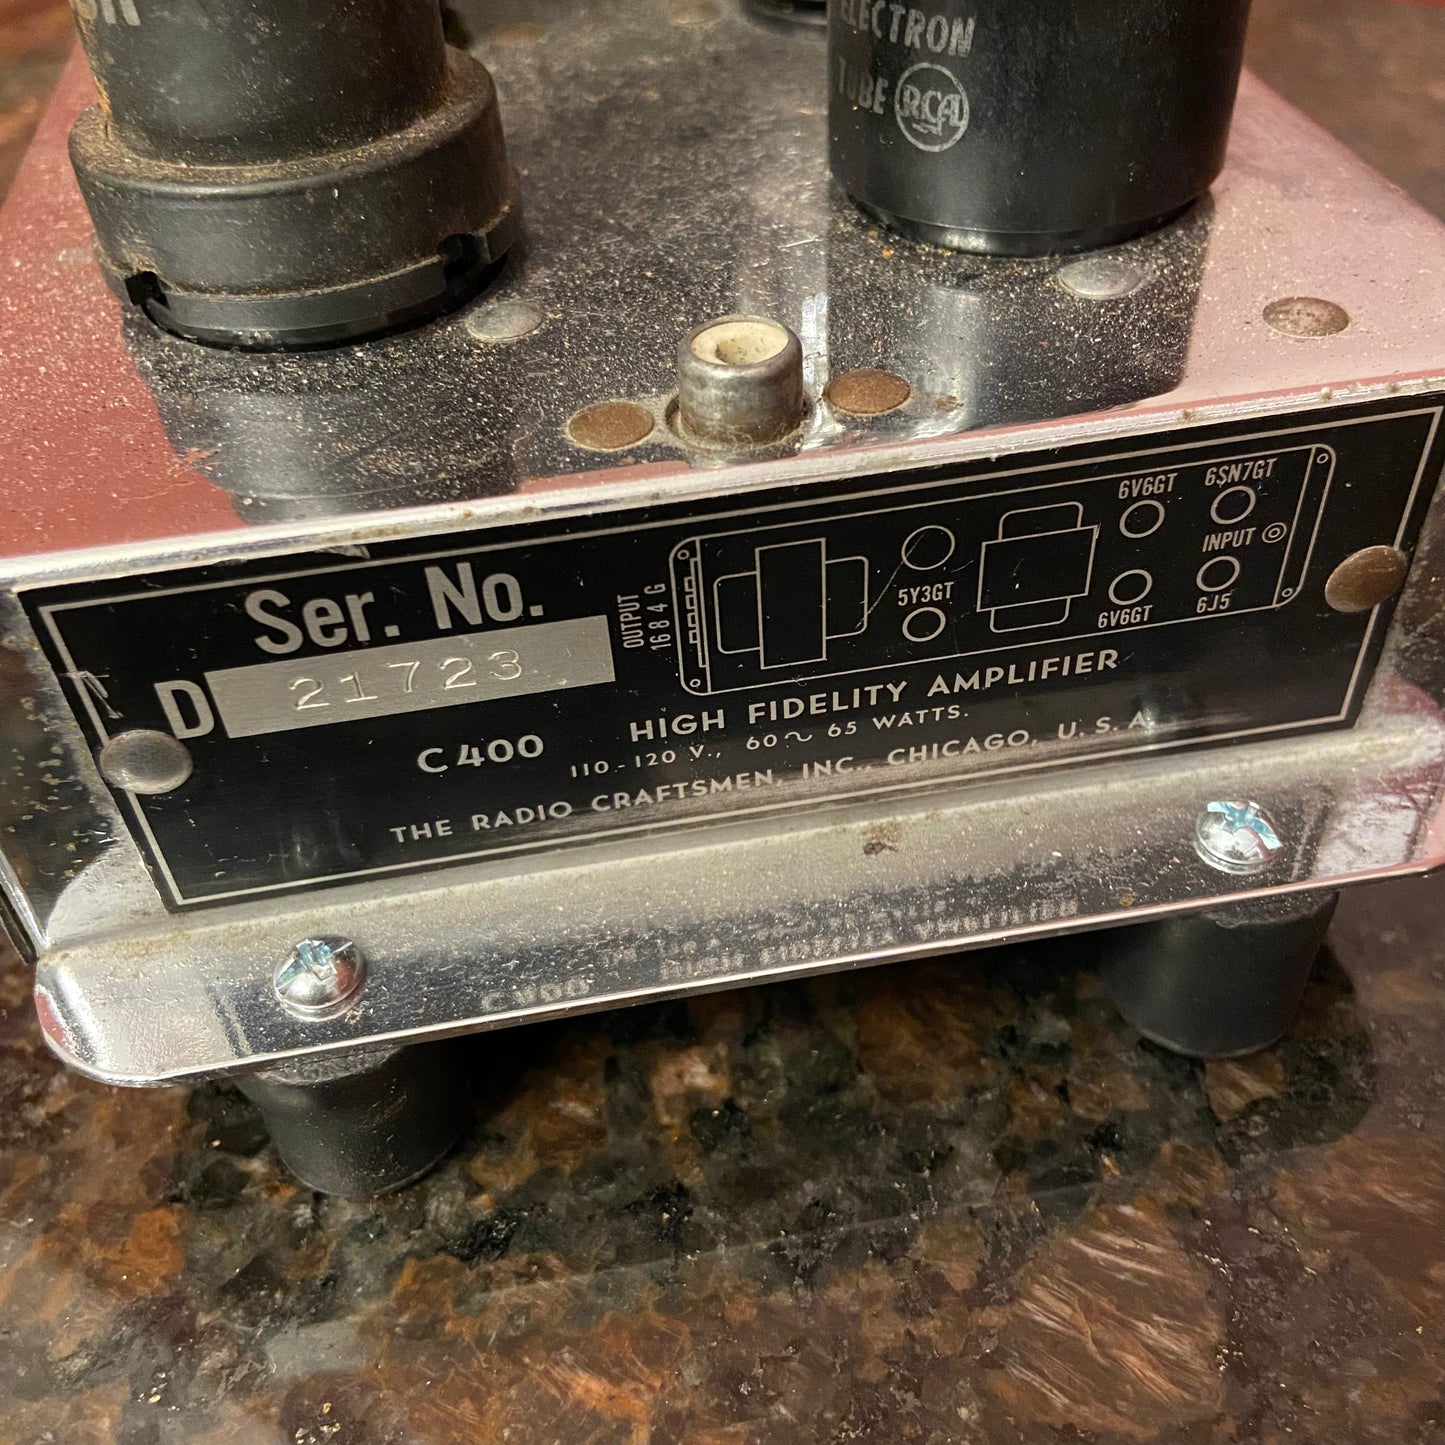 ELECTRON
TUBE RCA
Ser. No.
D 21723
OUTPUT
16 8 4 G
5Y3GT
6V6GT
6SN7GT
INPUT
6V6GT
6J5
C400
HIGH FIDELITY AMPLIFIER
110-120 V., 60~ 65 WATTS.
THE RADIO CRAFTSMEN, INC., CHICAGO, U.S.A.